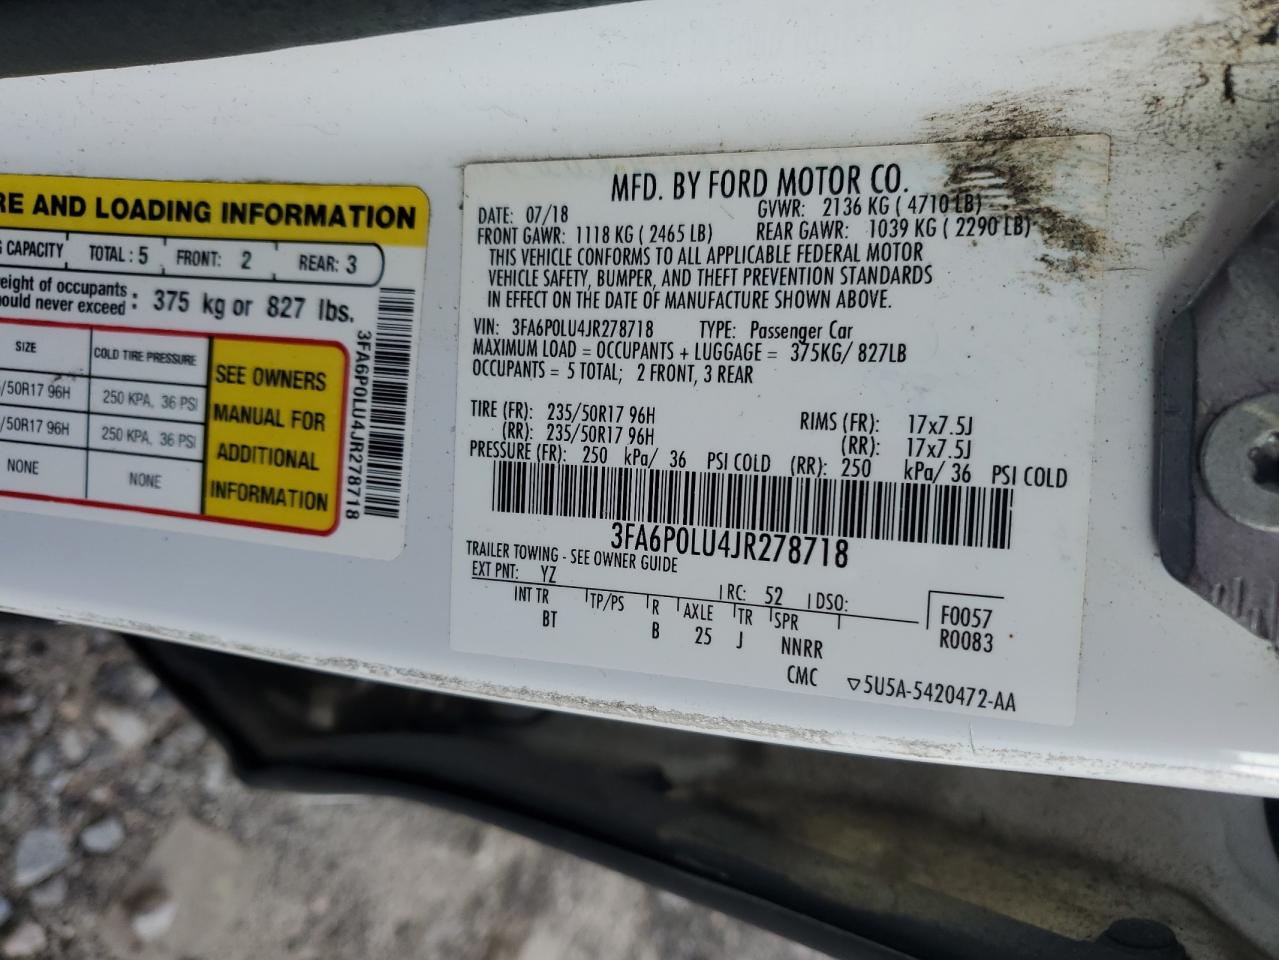 RE AND LOADING INFORMATION
CAPACITY TOTAL : 5 FRONT: 2 REAR: 3
eight of occupants
ould never exceed : 375 kg or 827 lbs.
SIZE COLD TIRE PRESSURE
/50R17 96H 250 KPA, 36 PSI
/50R17 96H 250 KPA, 36 PSI
NONE NONE
SEE OWNERS
MANUAL FOR
ADDITIONAL
INFORMATION
3FA6P0LU4JR278718
MFD. BY FORD MOTOR CO.
DATE: 07/18 GVWR: 2136 KG ( 4710 LB)
FRONT GAWR: 1118 KG ( 2465 LB) REAR GAWR: 1039 KG ( 2290 LB)
THIS VEHICLE CONFORMS TO ALL APPLICABLE FEDERAL MOTOR
VEHICLE SAFETY, BUMPER, AND THEFT PREVENTION STANDARDS
IN EFFECT ON THE DATE OF MANUFACTURE SHOWN ABOVE.
VIN: 3FA6P0LU4JR278718 TYPE: Passenger Car
MAXIMUM LOAD = OCCUPANTS + LUGGAGE = 375KG/ 827LB
OCCUPANTS = 5 TOTAL; 2 FRONT, 3 REAR
TIRE (FR): 235/50R17 96H RIMS (FR): 17x7.5J
(RR): 235/50R17 96H (RR): 17x7.5J
PRESSURE (FR): 250 kPa/ 36 PSI COLD (RR): 250 kPa/ 36 PSI COLD
3FA6P0LU4JR278718
TRAILER TOWING - SEE OWNER GUIDE
EXT PNT: YZ RC: 52 DSO:
INT TR TP/PS R AXLE TR SPR
BT B 25 J NNRR
F0057
R0083
CMC ▽5U5A-5420472-AA